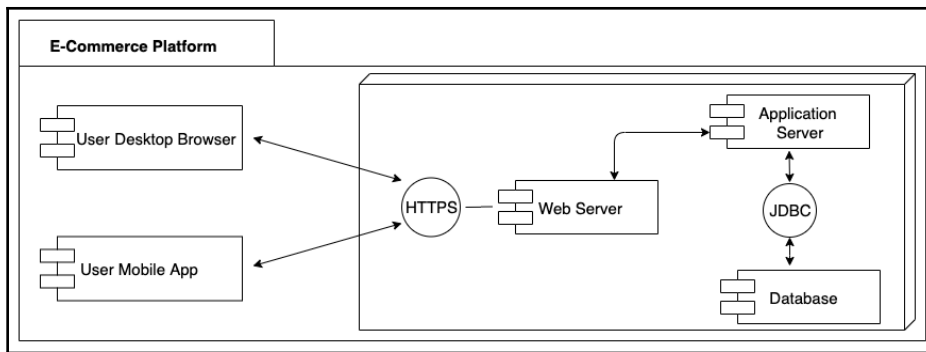 E-Commerce Platform
User Desktop Browser
User Mobile App
HTTPS
Web Server
Application
Server
JDBC
Database